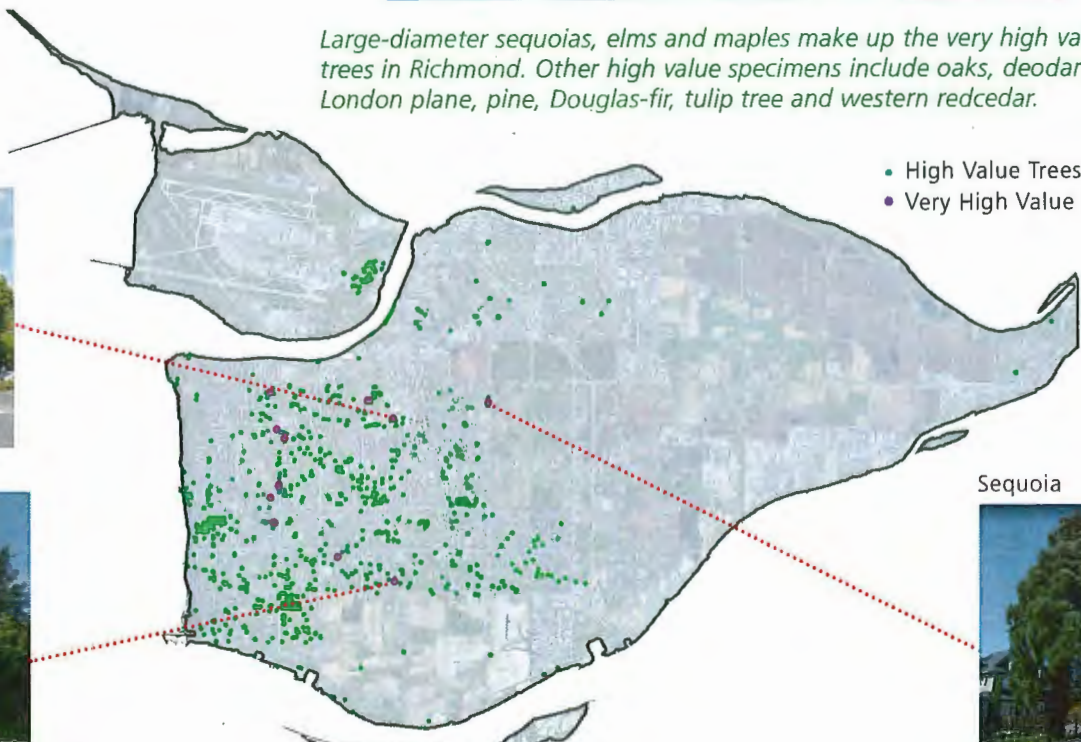 Large-diameter sequoias, elms and maples make up the very high va
trees in Richmond. Other high value specimens include oaks, deodar
London plane, pine, Douglas-fir, tulip tree and western redcedar.
• High Value Trees
• Very High Value
Sequoia